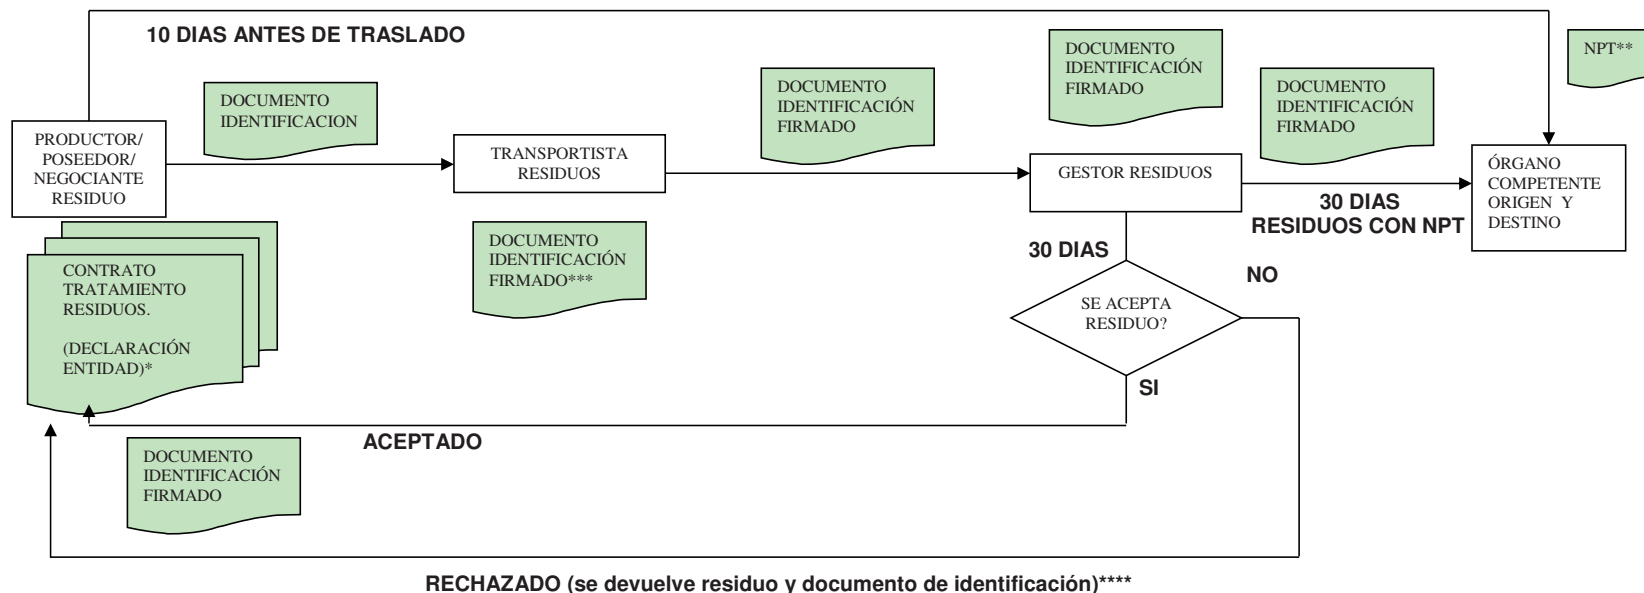 10 DIAS ANTES DE TRASLADO
DOCUMENTO
IDENTIFICACIÓN
FIRMADO
NPT**
DOCUMENTO
IDENTIFICACION
DOCUMENTO
IDENTIFICACIÓN
FIRMADO
DOCUMENTO
IDENTIFICACIÓN
FIRMADO
PRODUCTOR/
POSEEDOR/
NEGOCIANTE
RESIDUO
TRANSPORTISTA
RESIDUOS
GESTOR RESIDUOS
ÓRGANO
COMPETENTE
ORIGEN Y
DESTINO
30 DIAS
RESIDUOS CON NPT
DOCUMENTO
IDENTIFICACIÓN
FIRMADO***
30 DIAS
NO
CONTRATO
TRATAMIENTO
RESIDUOS.
(DECLARACIÓN
ENTIDAD)*
SE ACEPTA
RESIDUO?
SI
ACEPTADO
DOCUMENTO
IDENTIFICACIÓN
FIRMADO
RECHAZADO (se devuelve residuo y documento de identificación)****